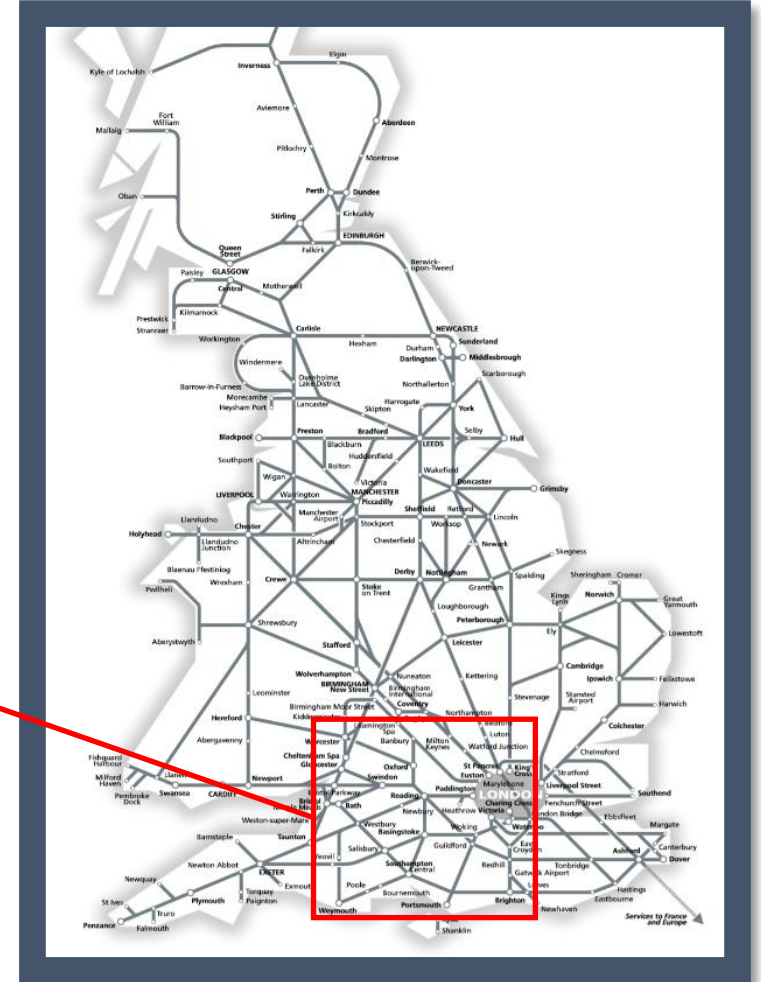 Elgin
Inverness
Kyle of Lochalsh
Aviemore
Fort
William
Aberdeen
Mallaig
Pitlochry
Montrose
Perth
Dundee
Oban
Kirkcaldy
Stirling
EDINBURGH
Queen
Street
Falkirk
Berwick-
upon-Tweed
Paisley
GLASGOW
Central
Motherwell
Kilmarnock
Prestwick
Stranraer
Carlisle
NEWCASTLE
Workington
Hexham
Sunderland
Durham
Darlington
Middlesbrough
Windermere
Oxenholme
Lake District
Scarborough
Barrow-in-Furness
Northallerton
Morecambe
Heysham Port
Lancaster
Harrogate
York
Skipton
Blackpool
Preston
Bradford
LEEDS
Selby
Hull
Blackburn
Huddersfield
Southport
Bolton
Wakefield
Wigan
Victoria
MANCHESTER
Piccadilly
Doncaster
Grimsby
LIVERPOOL
Warrington
Manchester
Airport
Sheffield
Retford
Lincoln
Llandudno
Chester
Stockport
Worksop
Holyhead
Llandudno
Junction
Altrincham
Chesterfield
Newark
Skegness
Blaenau Ffestiniog
Pwllheli
Wrexham
Crewe
Stoke
on Trent
Derby
Nottingham
Grantham
Spalding
Sheringham
Cromer
Kings
Lynn
Norwich
Great
Yarmouth
Loughborough
Shrewsbury
Peterborough
Ely
Lowestoft
Aberystwyth
Stafford
Leicester
Wolverhampton
BIRMINGHAM
New Street
Nuneaton
Birmingham
International
Kettering
Cambridge
Ipswich
Felixstowe
Leominster
Birmingham Moor Street
Coventry
Stevenage
Stansted
Airport
Harwich
Hereford
Kidderminster
Leamington
Spa
Northampton
Bedford
Colchester
Abergavenny
Worcester
Banbury
Milton
Keynes
Luton
Watford Junction
Chelmsford
Fishguard
Harbour
Cheltenham Spa
Gloucester
Oxford
St Pancras
King's
Cross
Stratford
Milford
Haven
Llanelli
Newport
Swindon
Euston
Marylebone
Liverpool Street
Pembroke
Dock
Swansea
CARDIFF
Bristol Parkway
Reading
Paddington
LONDON
Southend
Bristol
Temple Meads
Bath
Newbury
Heathrow
Victoria
Charing Cross
Fenchurch Street
Weston-super-Mare
London Bridge
Ebbsfleet
Barnstaple
Taunton
Westbury
Basingstoke
Woking
Waterloo
Margate
Salisbury
Guildford
East
Croydon
Canterbury
Newton Abbot
EXETER
Yeovil
Southampton
Central
Redhill
Tonbridge
Ashford
Dover
Newquay
Exmouth
Gatwick Airport
St Ives
Plymouth
Torquay
Paignton
Poole
Bournemouth
Lewes
Hastings
Eastbourne
Truro
Weymouth
Portsmouth
Brighton
Newhaven
Penzance
Falmouth
Ryde
Shanklin
Services to France
and Europe